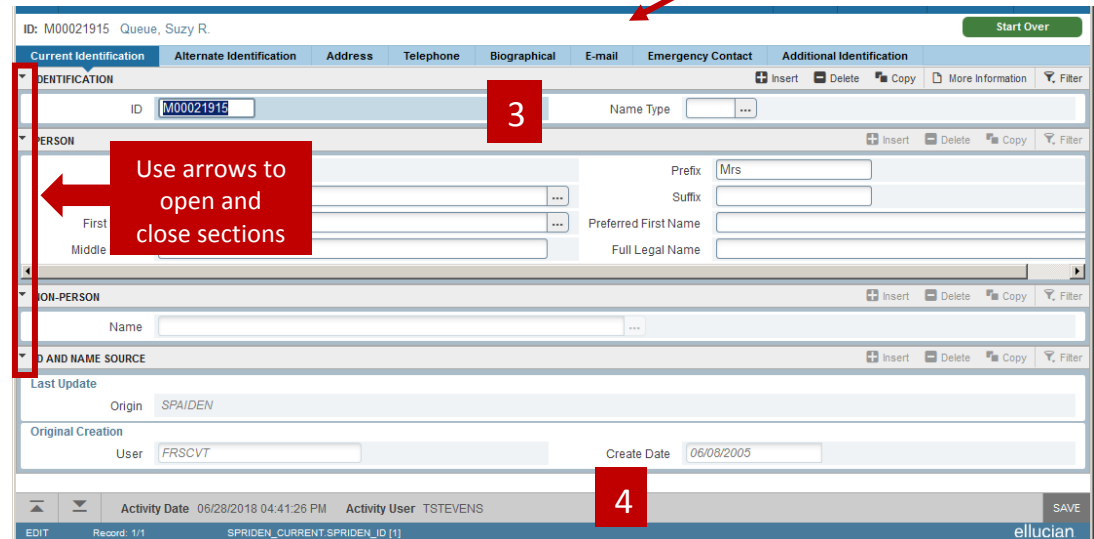 ID: M00021915 Queue, Suzy R. Start Over
Current Identification Alternate Identification Address Telephone Biographical E-mail Emergency Contact Additional Identification
DENTIFICATION Insert Delete Copy More Information Filter
ID M00021915 Name Type ...
3
PERSON Insert Delete Copy Filter
Prefix Mrs
... Suffix
First ... Preferred First Name
Middle Full Legal Name
Use arrows to
open and
close sections
NON-PERSON Insert Delete Copy Filter
Name ...
D AND NAME SOURCE Insert Delete Copy Filter
Last Update
Origin SPAIDEN
Original Creation
User FRSCVT Create Date 06/08/2005
4
Activity Date 06/28/2018 04:41:26 PM Activity User TSTEVENS SAVE
EDIT Record: 1/1 SPRIDEN_CURRENT.SPRIDEN_ID [1] ellucian